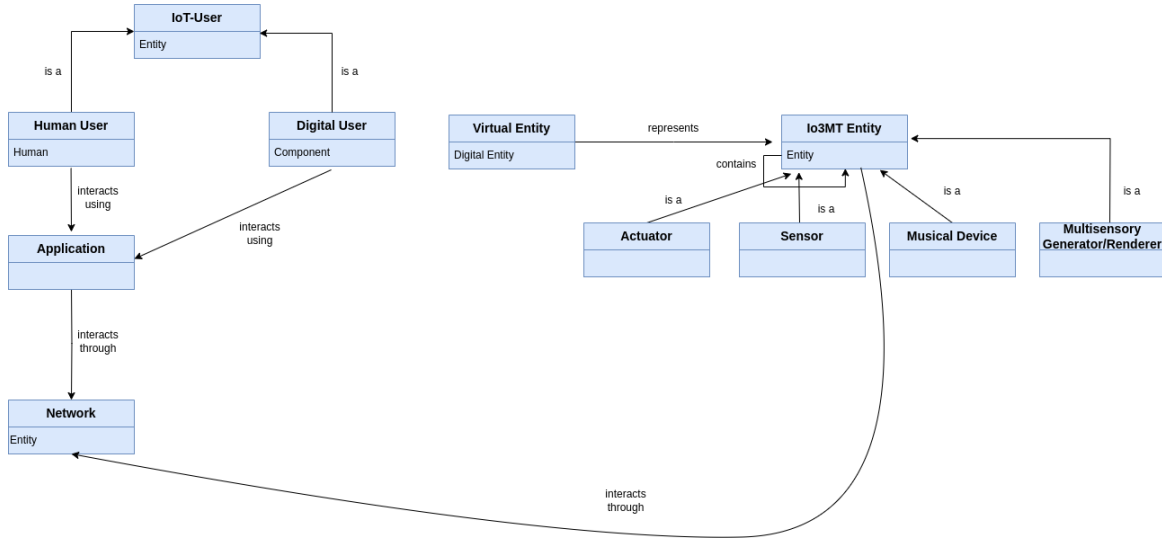 IoT-User
Entity
is a
is a
Human User
Human
Digital User
Component
Virtual Entity
Digital Entity
represents
Io3MT Entity
Entity
contains
interacts
using
interacts
using
is a
is a
is a
is a
Application
Actuator
Sensor
Musical Device
Multisensory
Generator/Renderer
interacts
through
Network
Entity
interacts
through